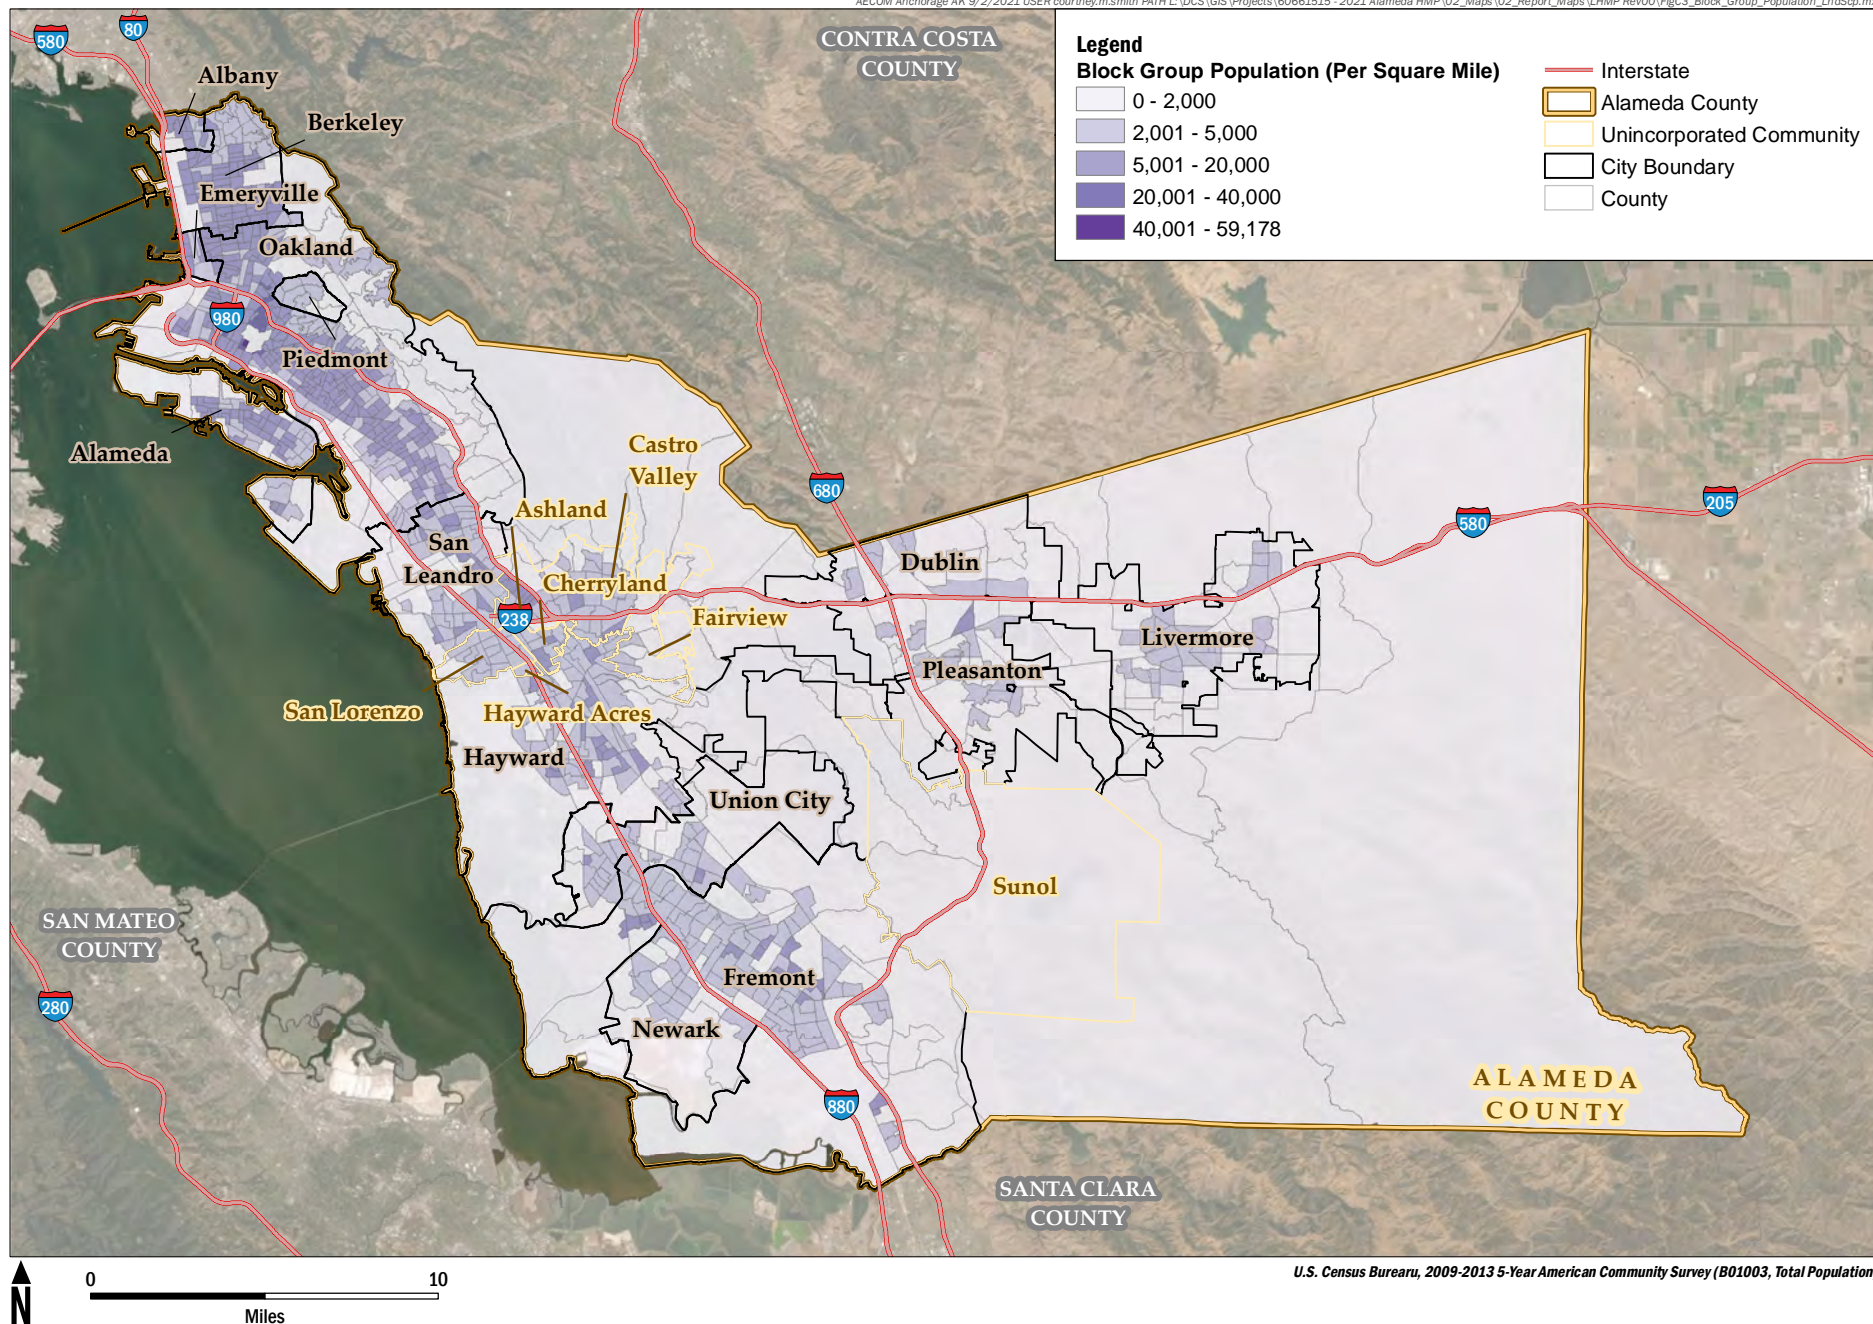 AECOM Anchorage AK 9/2/2021 USER courtney.m.smith PATH L:\DCS\GIS\Projects\60661515 - 2021 Alameda HMP\02_Maps\02_Report_Maps\LHMP Rev00\FigC3_Block_Group_Population_LndScp.m
Legend
Block Group Population (Per Square Mile)
0 - 2,000
2,001 - 5,000
5,001 - 20,000
20,001 - 40,000
40,001 - 59,178
Interstate
Alameda County
Unincorporated Community
City Boundary
County
CONTRA COSTA
COUNTY
580
80
Albany
Berkeley
Emeryville
Oakland
980
Piedmont
Alameda
Castro
Valley
680
Ashland
205
580
San
Leandro
Dublin
Cherryland
238
Fairview
Livermore
Pleasanton
San Lorenzo
Hayward Acres
Hayward
Union City
Sunol
SAN MATEO
COUNTY
Fremont
280
Newark
880
ALAMEDA
COUNTY
SANTA CLARA
COUNTY
N
0 10
Miles
U.S. Census Burearu, 2009-2013 5-Year American Community Survey (B01003, Total Population